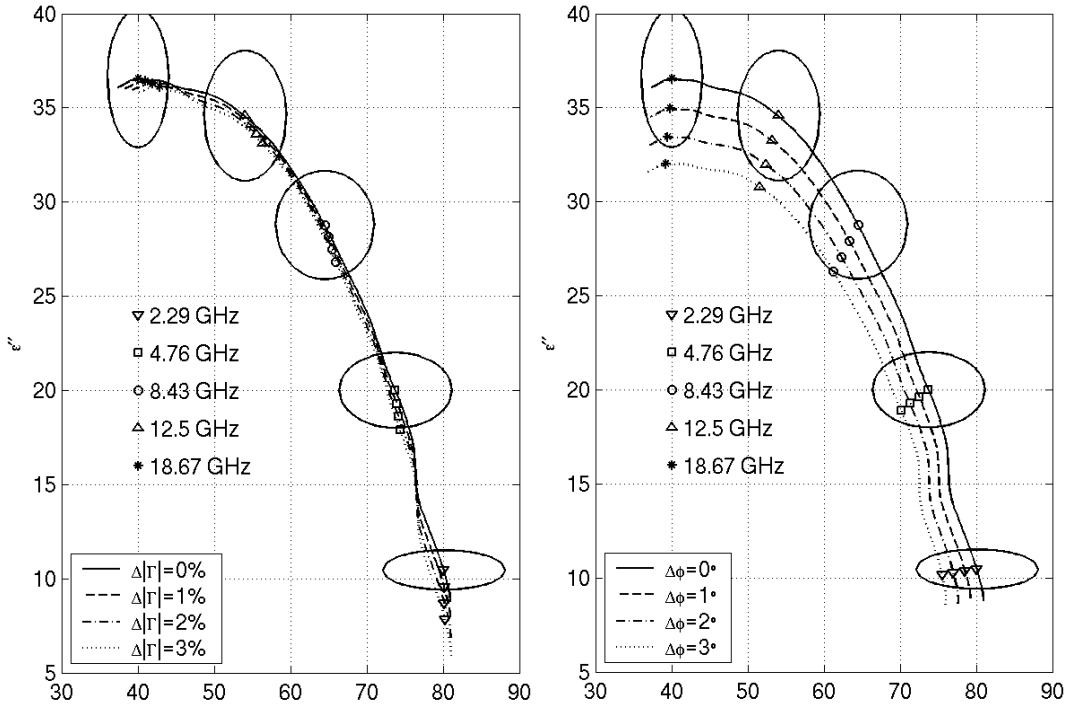 40
35
30
25
20
15
10
5
ε′′
▽ 2.29 GHz
□ 4.76 GHz
○ 8.43 GHz
△ 12.5 GHz
* 18.67 GHz
Δ|Γ|=0%
Δ|Γ|=1%
Δ|Γ|=2%
Δ|Γ|=3%
30 40 50 60 70 80 90
40
35
30
25
20
15
10
5
ε′′
▽ 2.29 GHz
□ 4.76 GHz
○ 8.43 GHz
△ 12.5 GHz
* 18.67 GHz
Δφ=0°
Δφ=1°
Δφ=2°
Δφ=3°
30 40 50 60 70 80 90